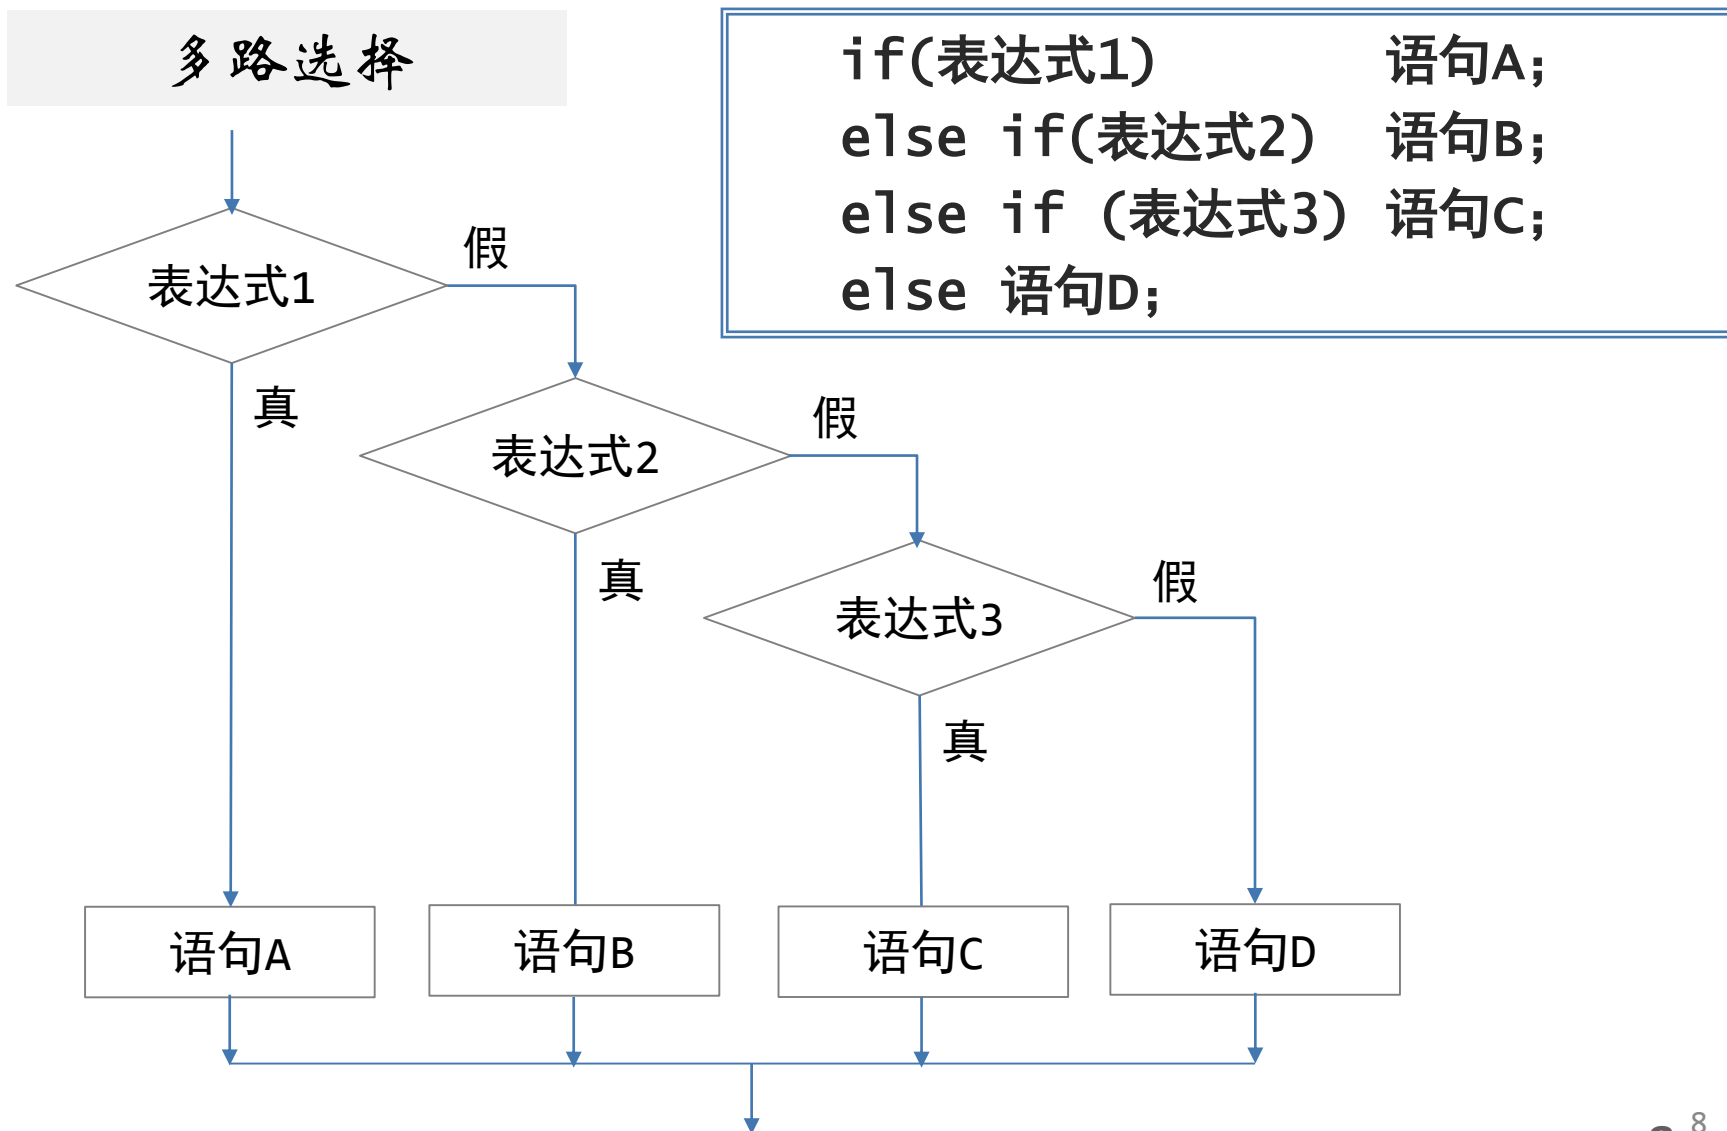 多路选择
if(表达式1) 语句A;
else if(表达式2) 语句B;
else if (表达式3) 语句C;
else 语句D;
表达式1
假
真
表达式2
假
真
表达式3
假
真
语句A
语句B
语句C
语句D
8